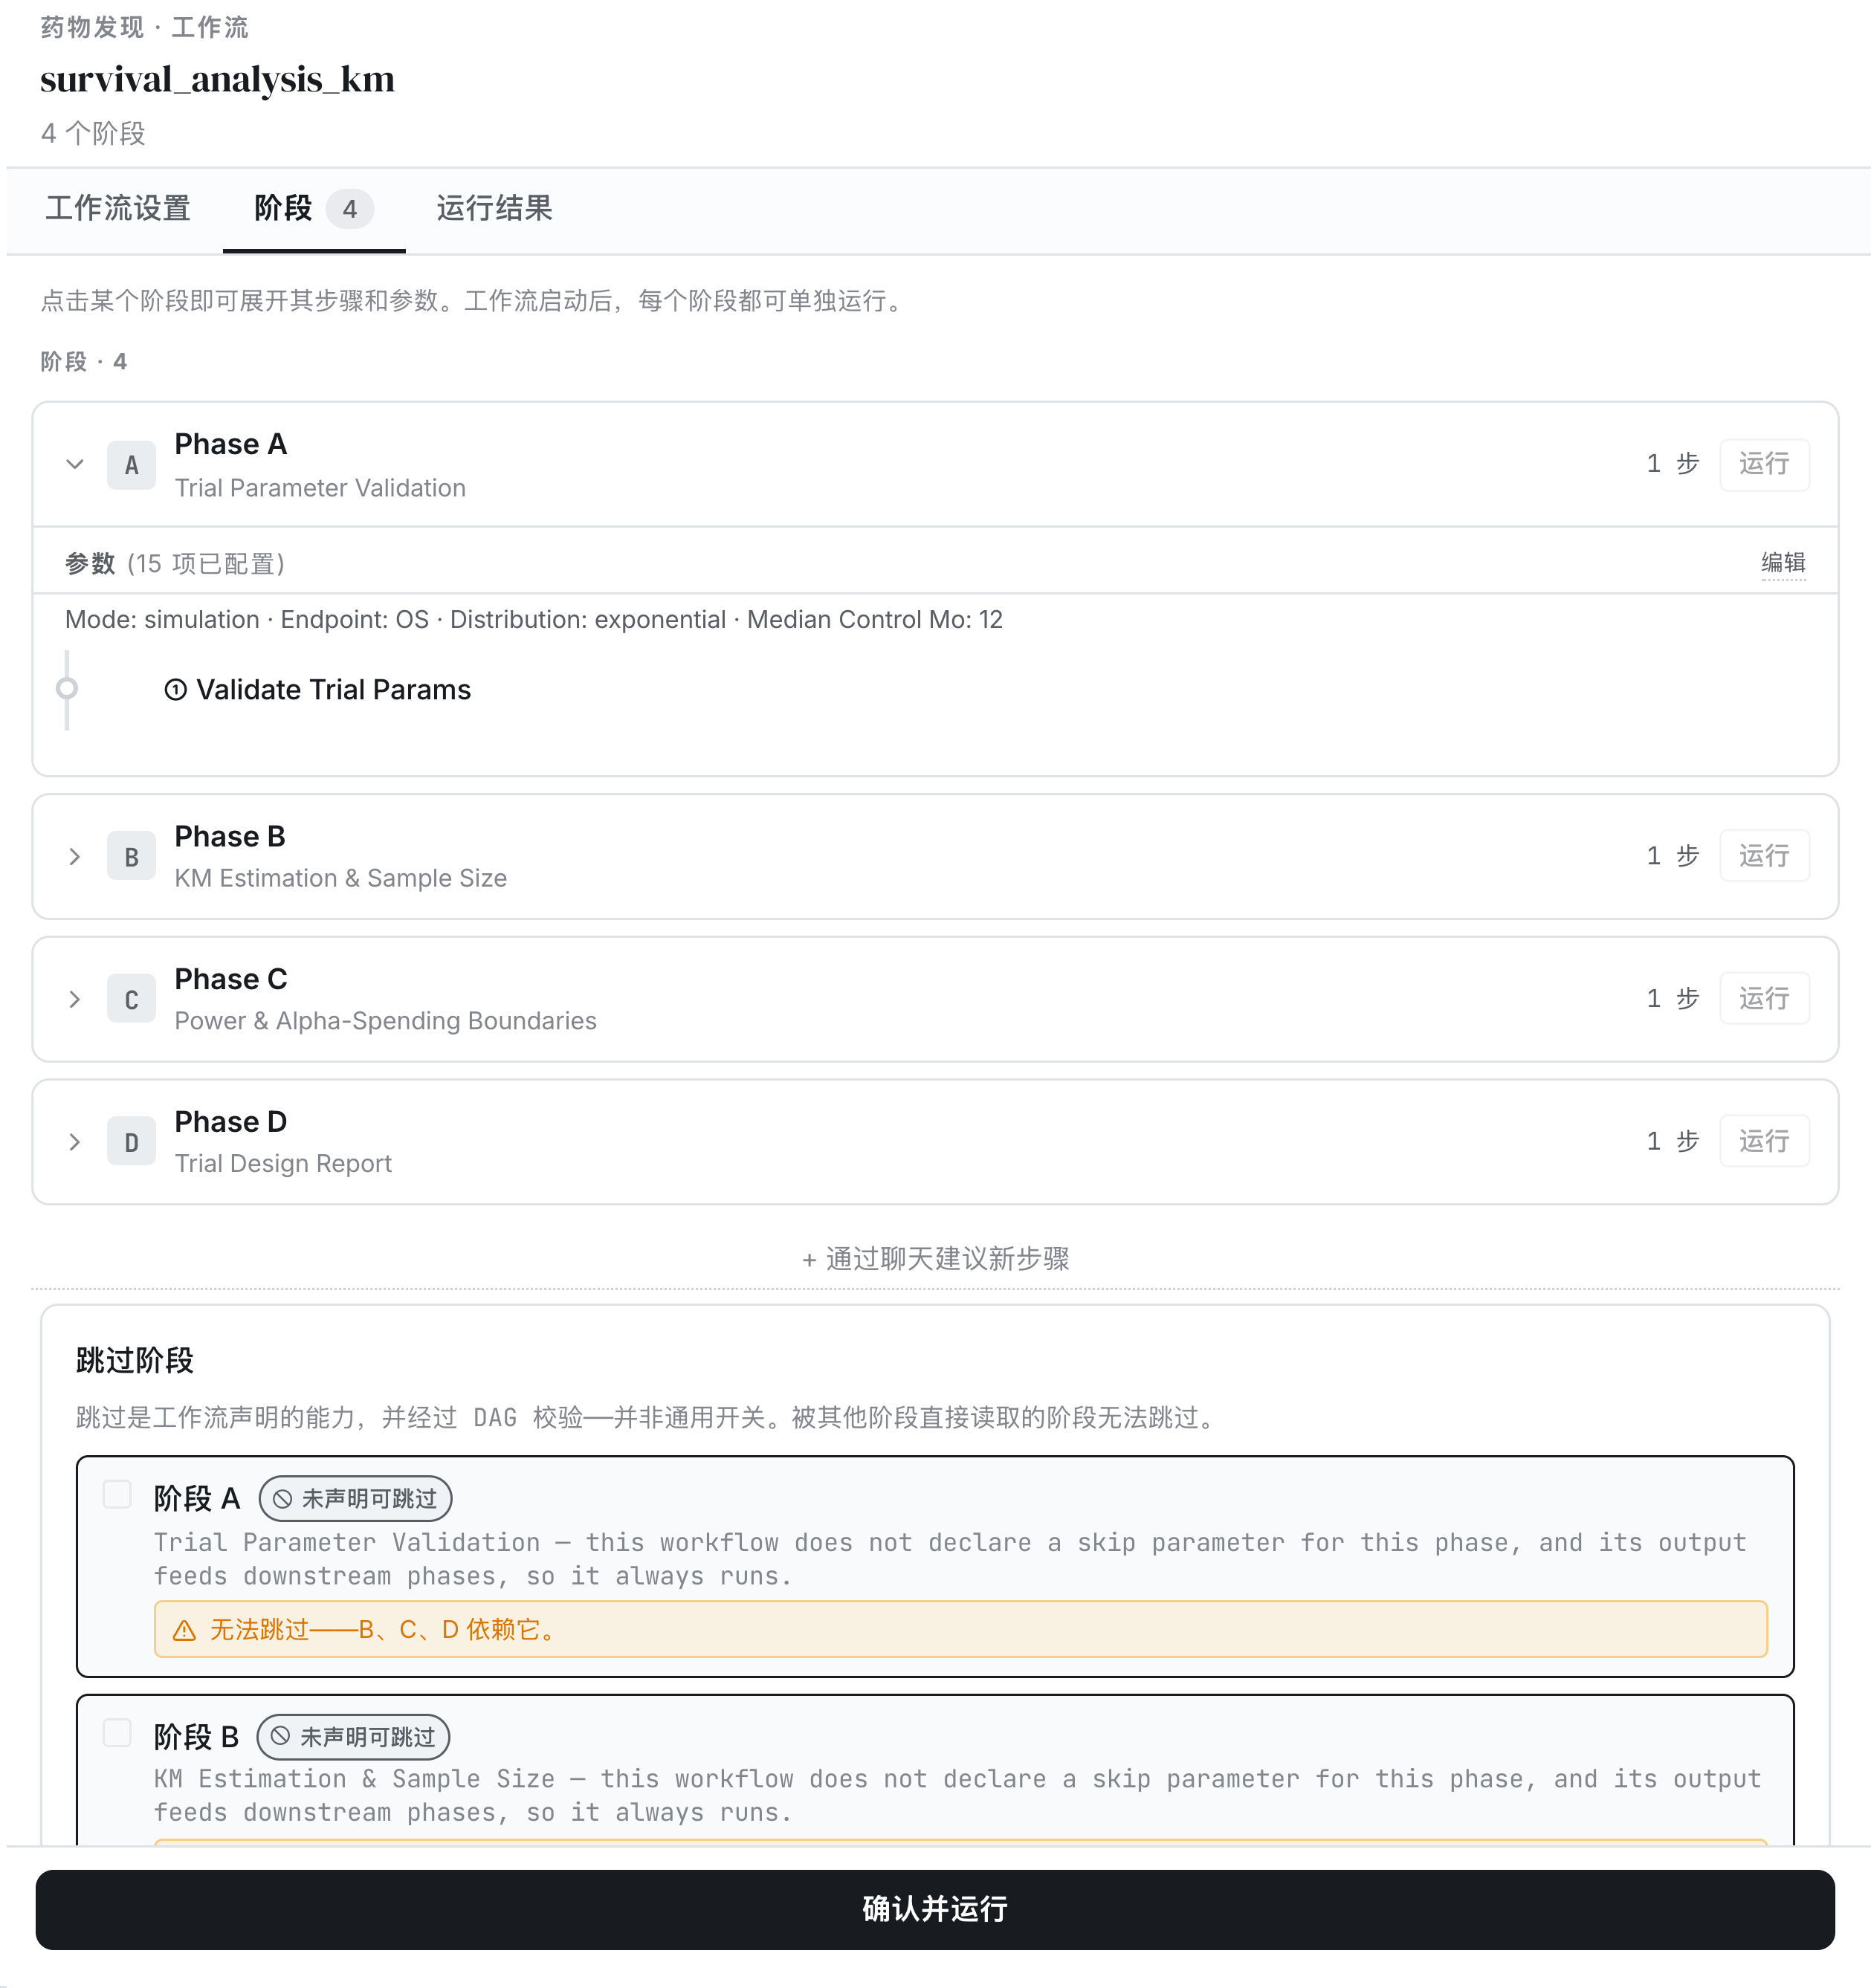 药物发现 · 工作流
survival_analysis_km
4 个阶段
工作流设置 阶段 4 运行结果
点击某个阶段即可展开其步骤和参数。工作流启动后，每个阶段都可单独运行。
阶段 · 4
A Phase A 1 步 运行
Trial Parameter Validation
参数 (15 项已配置) 编辑
Mode: simulation · Endpoint: OS · Distribution: exponential · Median Control Mo: 12
① Validate Trial Params
B Phase B 1 步 运行
KM Estimation & Sample Size
C Phase C 1 步 运行
Power & Alpha-Spending Boundaries
D Phase D 1 步 运行
Trial Design Report
+ 通过聊天建议新步骤
跳过阶段
跳过是工作流声明的能力，并经过 DAG 校验——并非通用开关。被其他阶段直接读取的阶段无法跳过。
阶段 A 未声明可跳过
Trial Parameter Validation — this workflow does not declare a skip parameter for this phase, and its output
feeds downstream phases, so it always runs.
无法跳过——B、C、D 依赖它。
阶段 B 未声明可跳过
KM Estimation & Sample Size — this workflow does not declare a skip parameter for this phase, and its output
feeds downstream phases, so it always runs.
确认并运行